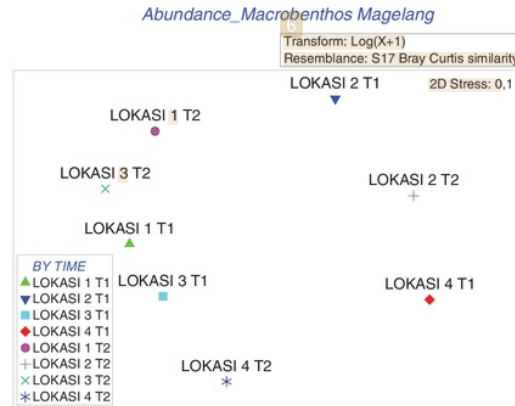 Abundance_Macrobenthos Magelang
6
Transform: Log(X+1)
Resemblance: S17 Bray Curtis similarity
LOKASI 2 T1
2D Stress: 0,1
LOKASI 1 T2
LOKASI 3 T2
LOKASI 2 T2
LOKASI 1 T1
LOKASI 3 T1
LOKASI 4 T1
LOKASI 4 T2
BY TIME
LOKASI 1 T1
LOKASI 2 T1
LOKASI 3 T1
LOKASI 4 T1
LOKASI 1 T2
LOKASI 2 T2
LOKASI 3 T2
LOKASI 4 T2